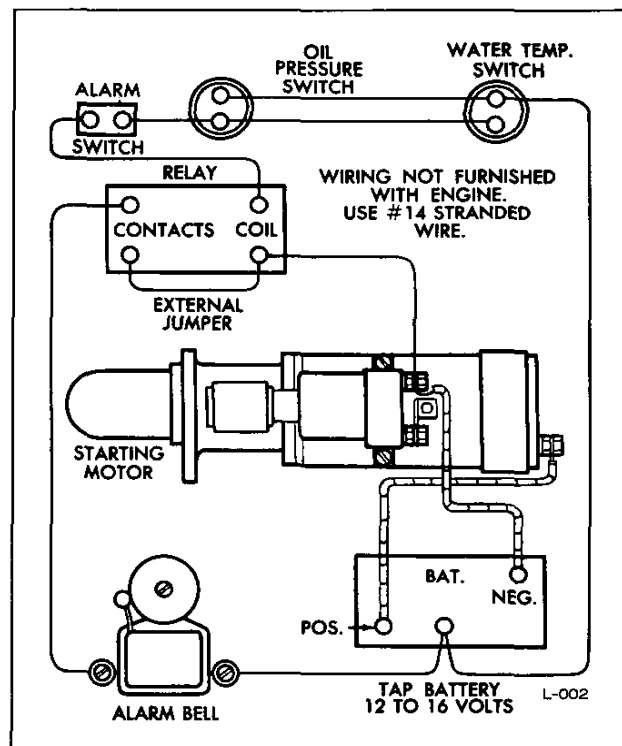 OIL
PRESSURE
SWITCH
WATER TEMP.
SWITCH
ALARM
SWITCH
RELAY
WIRING NOT FURNISHED
WITH ENGINE.
USE #14 STRANDED
WIRE.
CONTACTS
COIL
EXTERNAL
JUMPER
STARTING
MOTOR
BAT.
NEG.
POS.
TAP BATTERY
12 TO 16 VOLTS
L-002
ALARM BELL